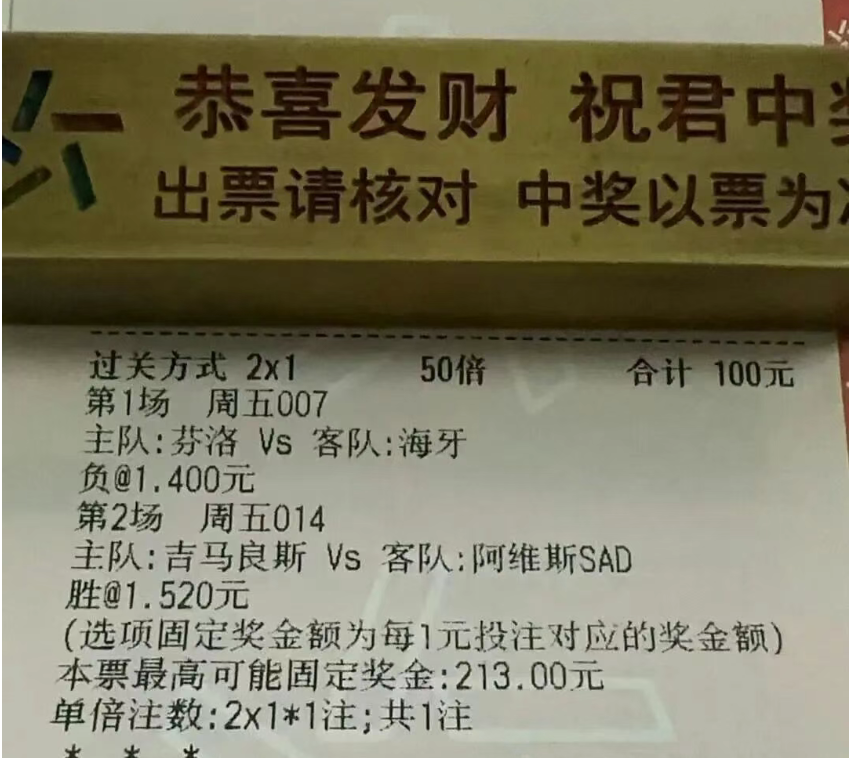 恭喜发财 祝君中奖
出票请核对 中奖以票为
过关方式 2x1 50倍 合计 100元
第1场 周五007
主队:芬洛 Vs 客队:海牙
负@1.400元
第2场 周五014
主队:吉马良斯 Vs 客队:阿维斯SAD
胜@1.520元
(选项固定奖金额为每1元投注对应的奖金额)
本票最高可能固定奖金:213.00元
单倍注数:2x1*1注;共1注
* * *